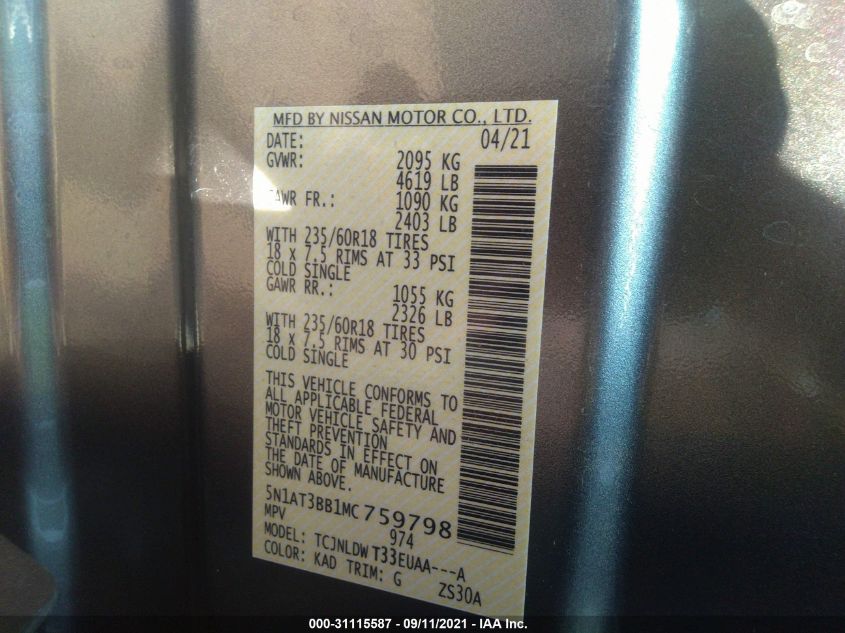 MFD BY NISSAN MOTOR CO., LTD.
DATE: 04/21
GVWR: 2095 KG
4619 LB
GAWR FR.: 1090 KG
2403 LB
WITH 235/60R18 TIRES
18 x 7.5 RIMS AT 33 PSI
COLD SINGLE
GAWR RR.: 1055 KG
2326 LB
WITH 235/60R18 TIRES
18 x 7.5 RIMS AT 30 PSI
COLD SINGLE
THIS VEHICLE CONFORMS TO
ALL APPLICABLE FEDERAL
MOTOR VEHICLE SAFETY AND
THEFT PREVENTION
STANDARDS IN EFFECT ON
THE DATE OF MANUFACTURE
SHOWN ABOVE.
5N1AT3BB1MC759798
MPV 974
MODEL: TCJNLDW T33EUAA---A
COLOR: KAD TRIM: G ZS30A
000-31115587 - 09/11/2021 - IAA Inc.